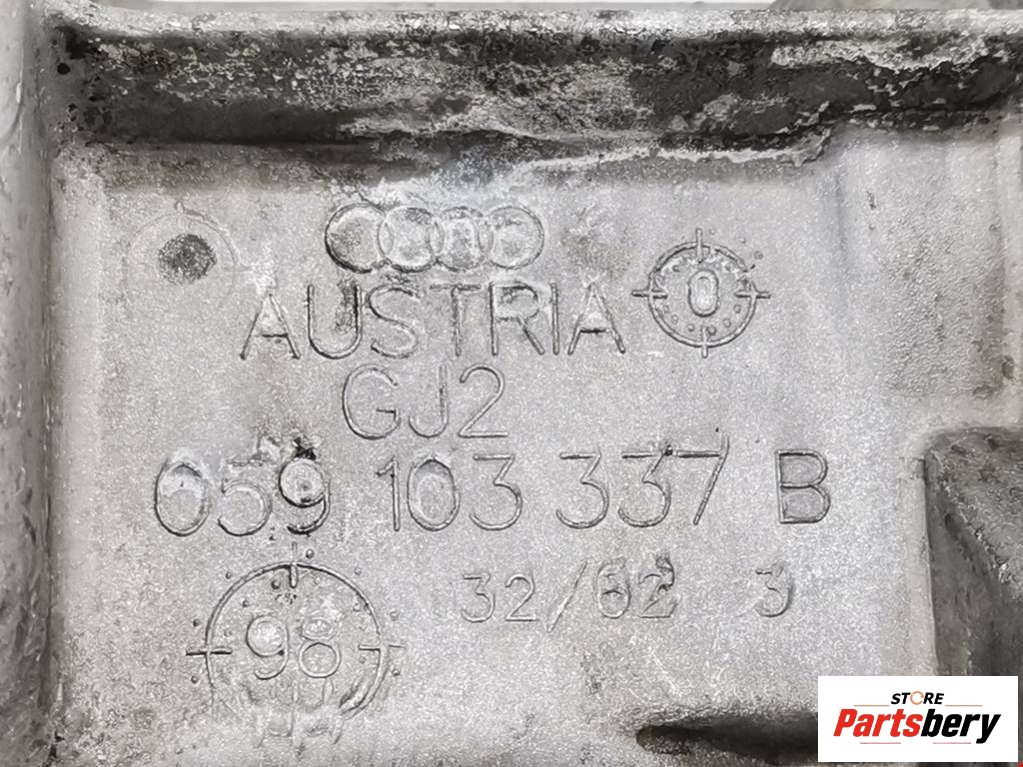 AUSTRIA
0
GJ2
059 103 337 B
32/62 3
98
STORE
Partsbery